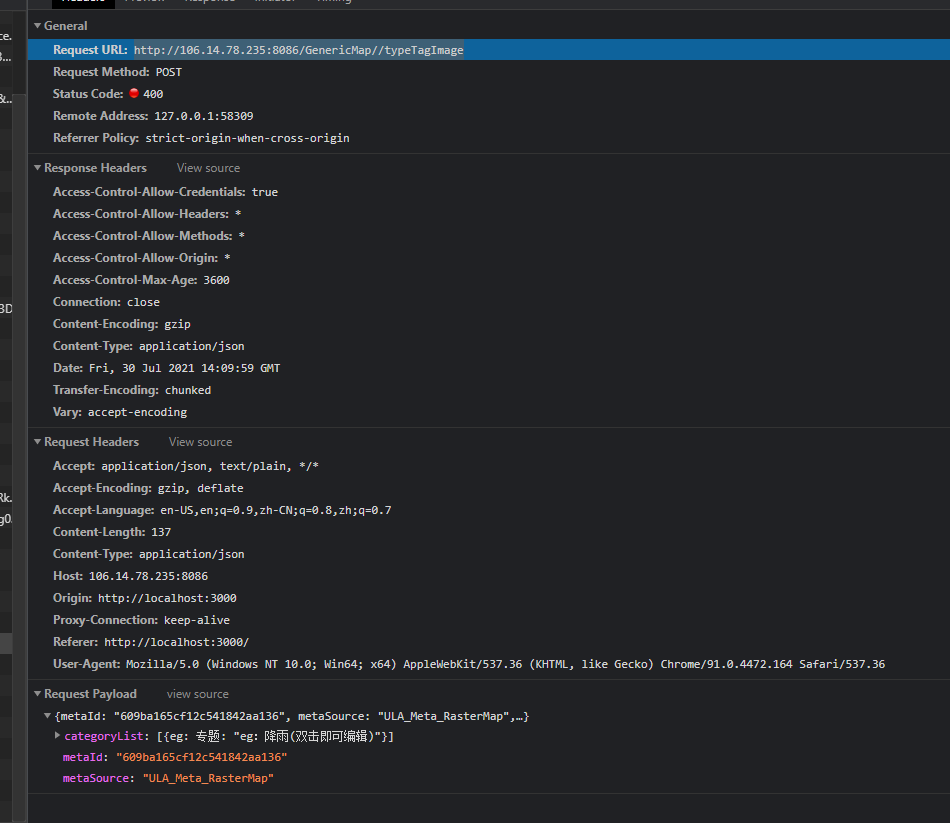 General
Request URL: http://106.14.78.235:8086/GenericMap//typeTagImage
Request Method: POST
Status Code: 400
Remote Address: 127.0.0.1:58309
Referrer Policy: strict-origin-when-cross-origin
Response Headers View source
Access-Control-Allow-Credentials: true
Access-Control-Allow-Headers: *
Access-Control-Allow-Methods: *
Access-Control-Allow-Origin: *
Access-Control-Max-Age: 3600
Connection: close
Content-Encoding: gzip
Content-Type: application/json
Date: Fri, 30 Jul 2021 14:09:59 GMT
Transfer-Encoding: chunked
Vary: accept-encoding
Request Headers View source
Accept: application/json, text/plain, */*
Accept-Encoding: gzip, deflate
Accept-Language: en-US,en;q=0.9,zh-CN;q=0.8,zh;q=0.7
Content-Length: 137
Content-Type: application/json
Host: 106.14.78.235:8086
Origin: http://localhost:3000
Proxy-Connection: keep-alive
Referer: http://localhost:3000/
User-Agent: Mozilla/5.0 (Windows NT 10.0; Win64; x64) AppleWebKit/537.36 (KHTML, like Gecko) Chrome/91.0.4472.164 Safari/537.36
Request Payload view source
{metaId: "609ba165cf12c541842aa136", metaSource: "ULA_Meta_RasterMap",…}
categoryList: [{eg: 专题: "eg: 降雨(双击即可编辑)"}]
metaId: "609ba165cf12c541842aa136"
metaSource: "ULA_Meta_RasterMap"